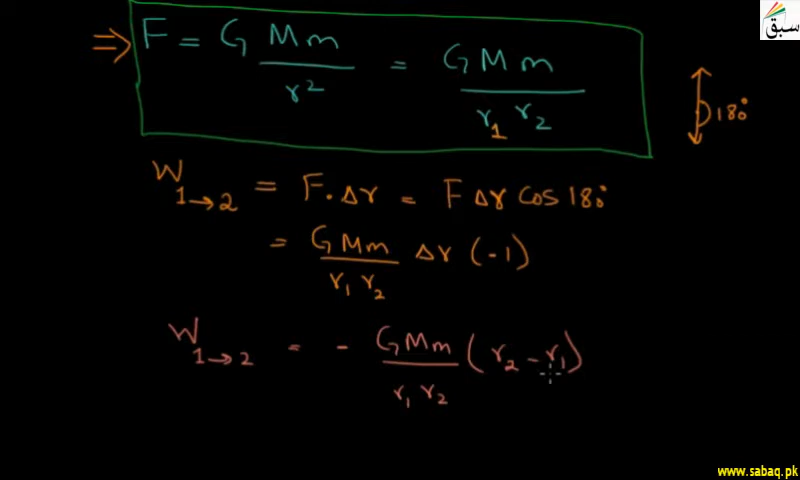 سبق
⇒ F = G Mm / r² = G M m / r₁ r₂
180°
W₁→₂ = F · Δr = F Δr cos 180°
= G Mm / r₁ r₂ Δr (-1)
W₁→₂ = - G Mm / r₁ r₂ (r₂ - r₁)
www.sabaq.pk